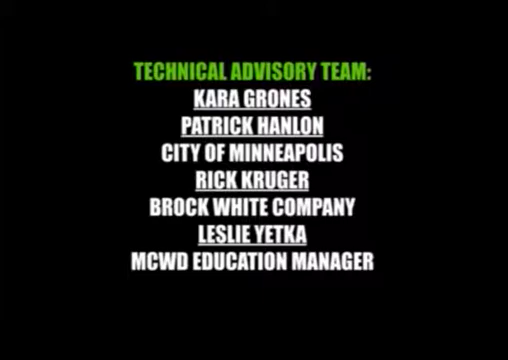 TECHNICAL ADVISORY TEAM:
KARA GRONES
PATRICK HANLON
CITY OF MINNEAPOLIS
RICK KRUGER
BROCK WHITE COMPANY
LESLIE YETKA
MCWD EDUCATION MANAGER